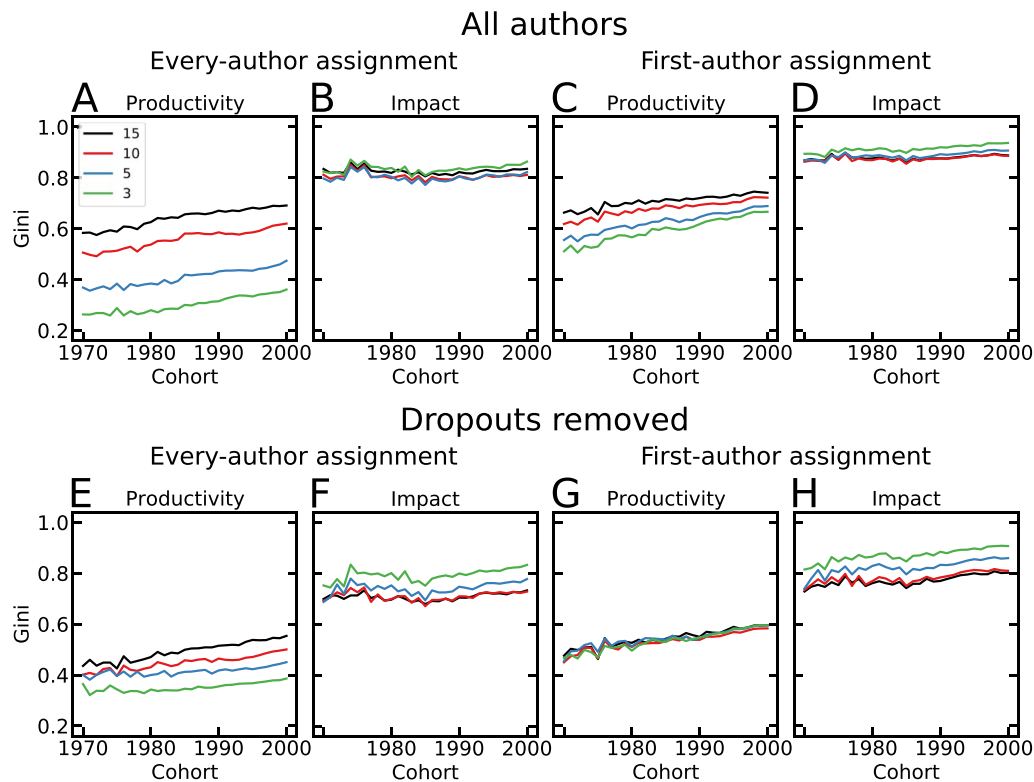 All authors
Every-author assignment
First-author assignment
A
Productivity
B
Impact
C
Productivity
D
Impact
15
10
5
3
Gini
1.0
0.8
0.6
0.4
0.2
1970 1980 1990 2000
1980 1990 2000
1980 1990 2000
1980 1990 2000
Cohort
Cohort
Cohort
Cohort
Dropouts removed
Every-author assignment
First-author assignment
E
Productivity
F
Impact
G
Productivity
H
Impact
Gini
1.0
0.8
0.6
0.4
0.2
1970 1980 1990 2000
1980 1990 2000
1980 1990 2000
1980 1990 2000
Cohort
Cohort
Cohort
Cohort